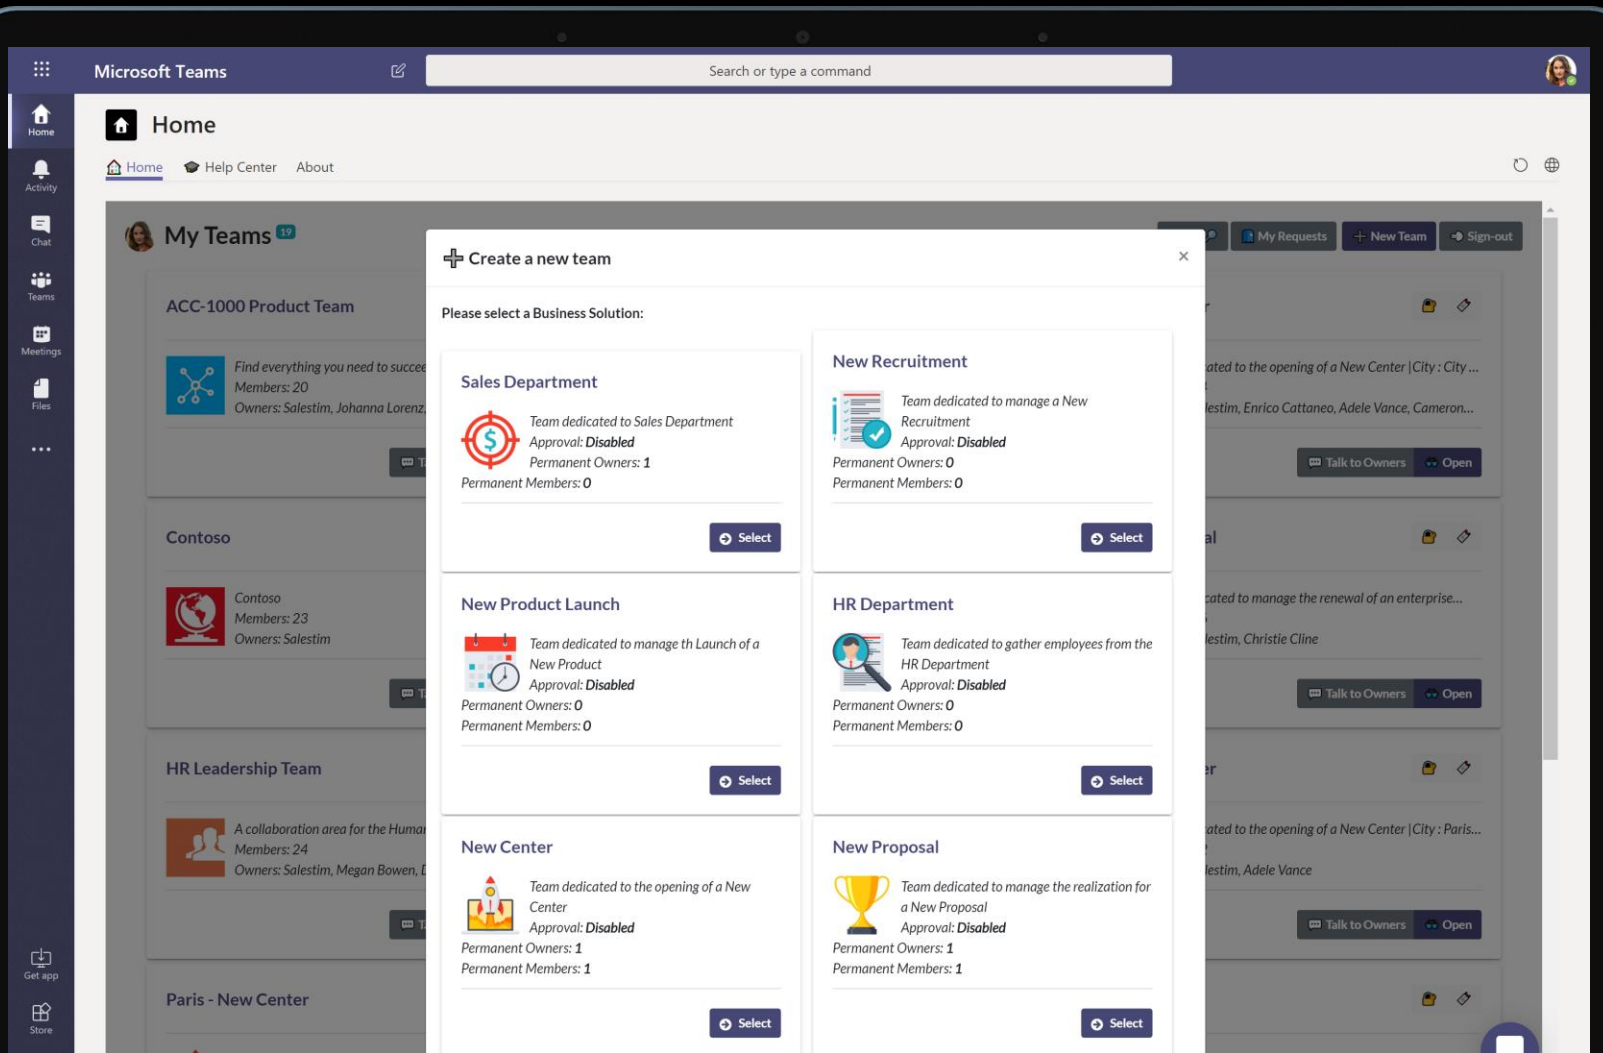 Microsoft Teams
Search or type a command
Home
Activity
Chat
Teams
Meetings
Files
Get app
Store
Home
Home
Help Center
About
My Teams 19
My Requests
New Team
Sign-out
ACC-1000 Product Team
Find everything you need to
Members: 20
Owners: Salestim, Johanna Lorenz,
Contoso
Contoso
Members: 23
Owners: Salestim
HR Leadership Team
A collaboration area for the
Members: 24
Owners: Salestim, Megan Bowen,
Paris - New Center
Create a new team
×
Please select a Business Solution:
Sales Department
Team dedicated to Sales Department
Approval: Disabled
Permanent Owners: 1
Permanent Members: 0
Select
New Recruitment
Team dedicated to manage a New
Recruitment
Approval: Disabled
Permanent Owners: 0
Permanent Members: 0
Select
New Product Launch
Team dedicated to manage th Launch of a
New Product
Approval: Disabled
Permanent Owners: 0
Permanent Members: 0
Select
HR Department
Team dedicated to gather employees from the
HR Department
Approval: Disabled
Permanent Owners: 0
Permanent Members: 0
Select
New Center
Team dedicated to the opening of a New
Center
Approval: Disabled
Permanent Owners: 1
Permanent Members: 1
Select
New Proposal
Team dedicated to manage the realization for
a New Proposal
Approval: Disabled
Permanent Owners: 1
Permanent Members: 1
Select
to the opening of a New Center |City : City ...
Enrico Cattaneo, Adele Vance, Cameron...
Talk to Owners
Open
to manage the renewal of an enterprise...
Christie Cline
Talk to Owners
Open
to the opening of a New Center |City : Paris...
Adele Vance
Talk to Owners
Open